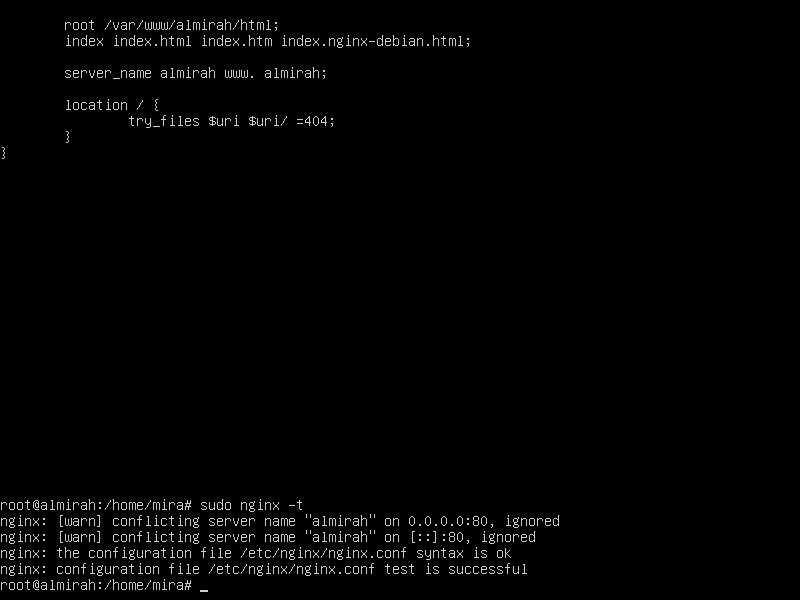 root /var/www/almirah/html;
index index.html index.htm index.nginx-debian.html;
server_name almirah www. almirah;
location / {
try_files $uri $uri/ =404;
}
}
root@almirah:/home/mira# sudo nginx -t
nginx: [warn] conflicting server name "almirah" on 0.0.0.0:80, ignored
nginx: [warn] conflicting server name "almirah" on [::]:80, ignored
nginx: the configuration file /etc/nginx/nginx.conf syntax is ok
nginx: configuration file /etc/nginx/nginx.conf test is successful
root@almirah:/home/mira# _